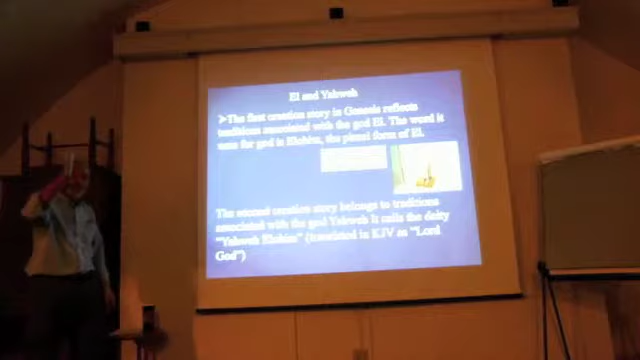 El and Yahweh
➢The first creation story in Genesis reflects
traditions associated with the god El. The word it
uses for god is Elohim, the plural form of El.
The second creation story belongs to traditions
associated with the god Yahweh It calls the deity
"Yahweh Elohim" (translated in KJV as "Lord
God")